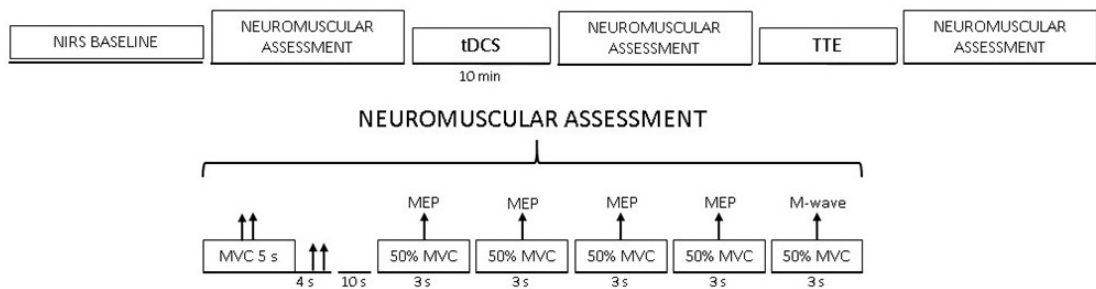 NIRS BASELINE
NEUROMUSCULAR
ASSESSMENT
tDCS
10 min
NEUROMUSCULAR
ASSESSMENT
TTE
NEUROMUSCULAR
ASSESSMENT
NEUROMUSCULAR ASSESSMENT
MEP MEP MEP MEP M-wave
MVC 5 s 50% MVC 50% MVC 50% MVC 50% MVC 50% MVC
4 s 10 s 3 s 3 s 3 s 3 s 3 s